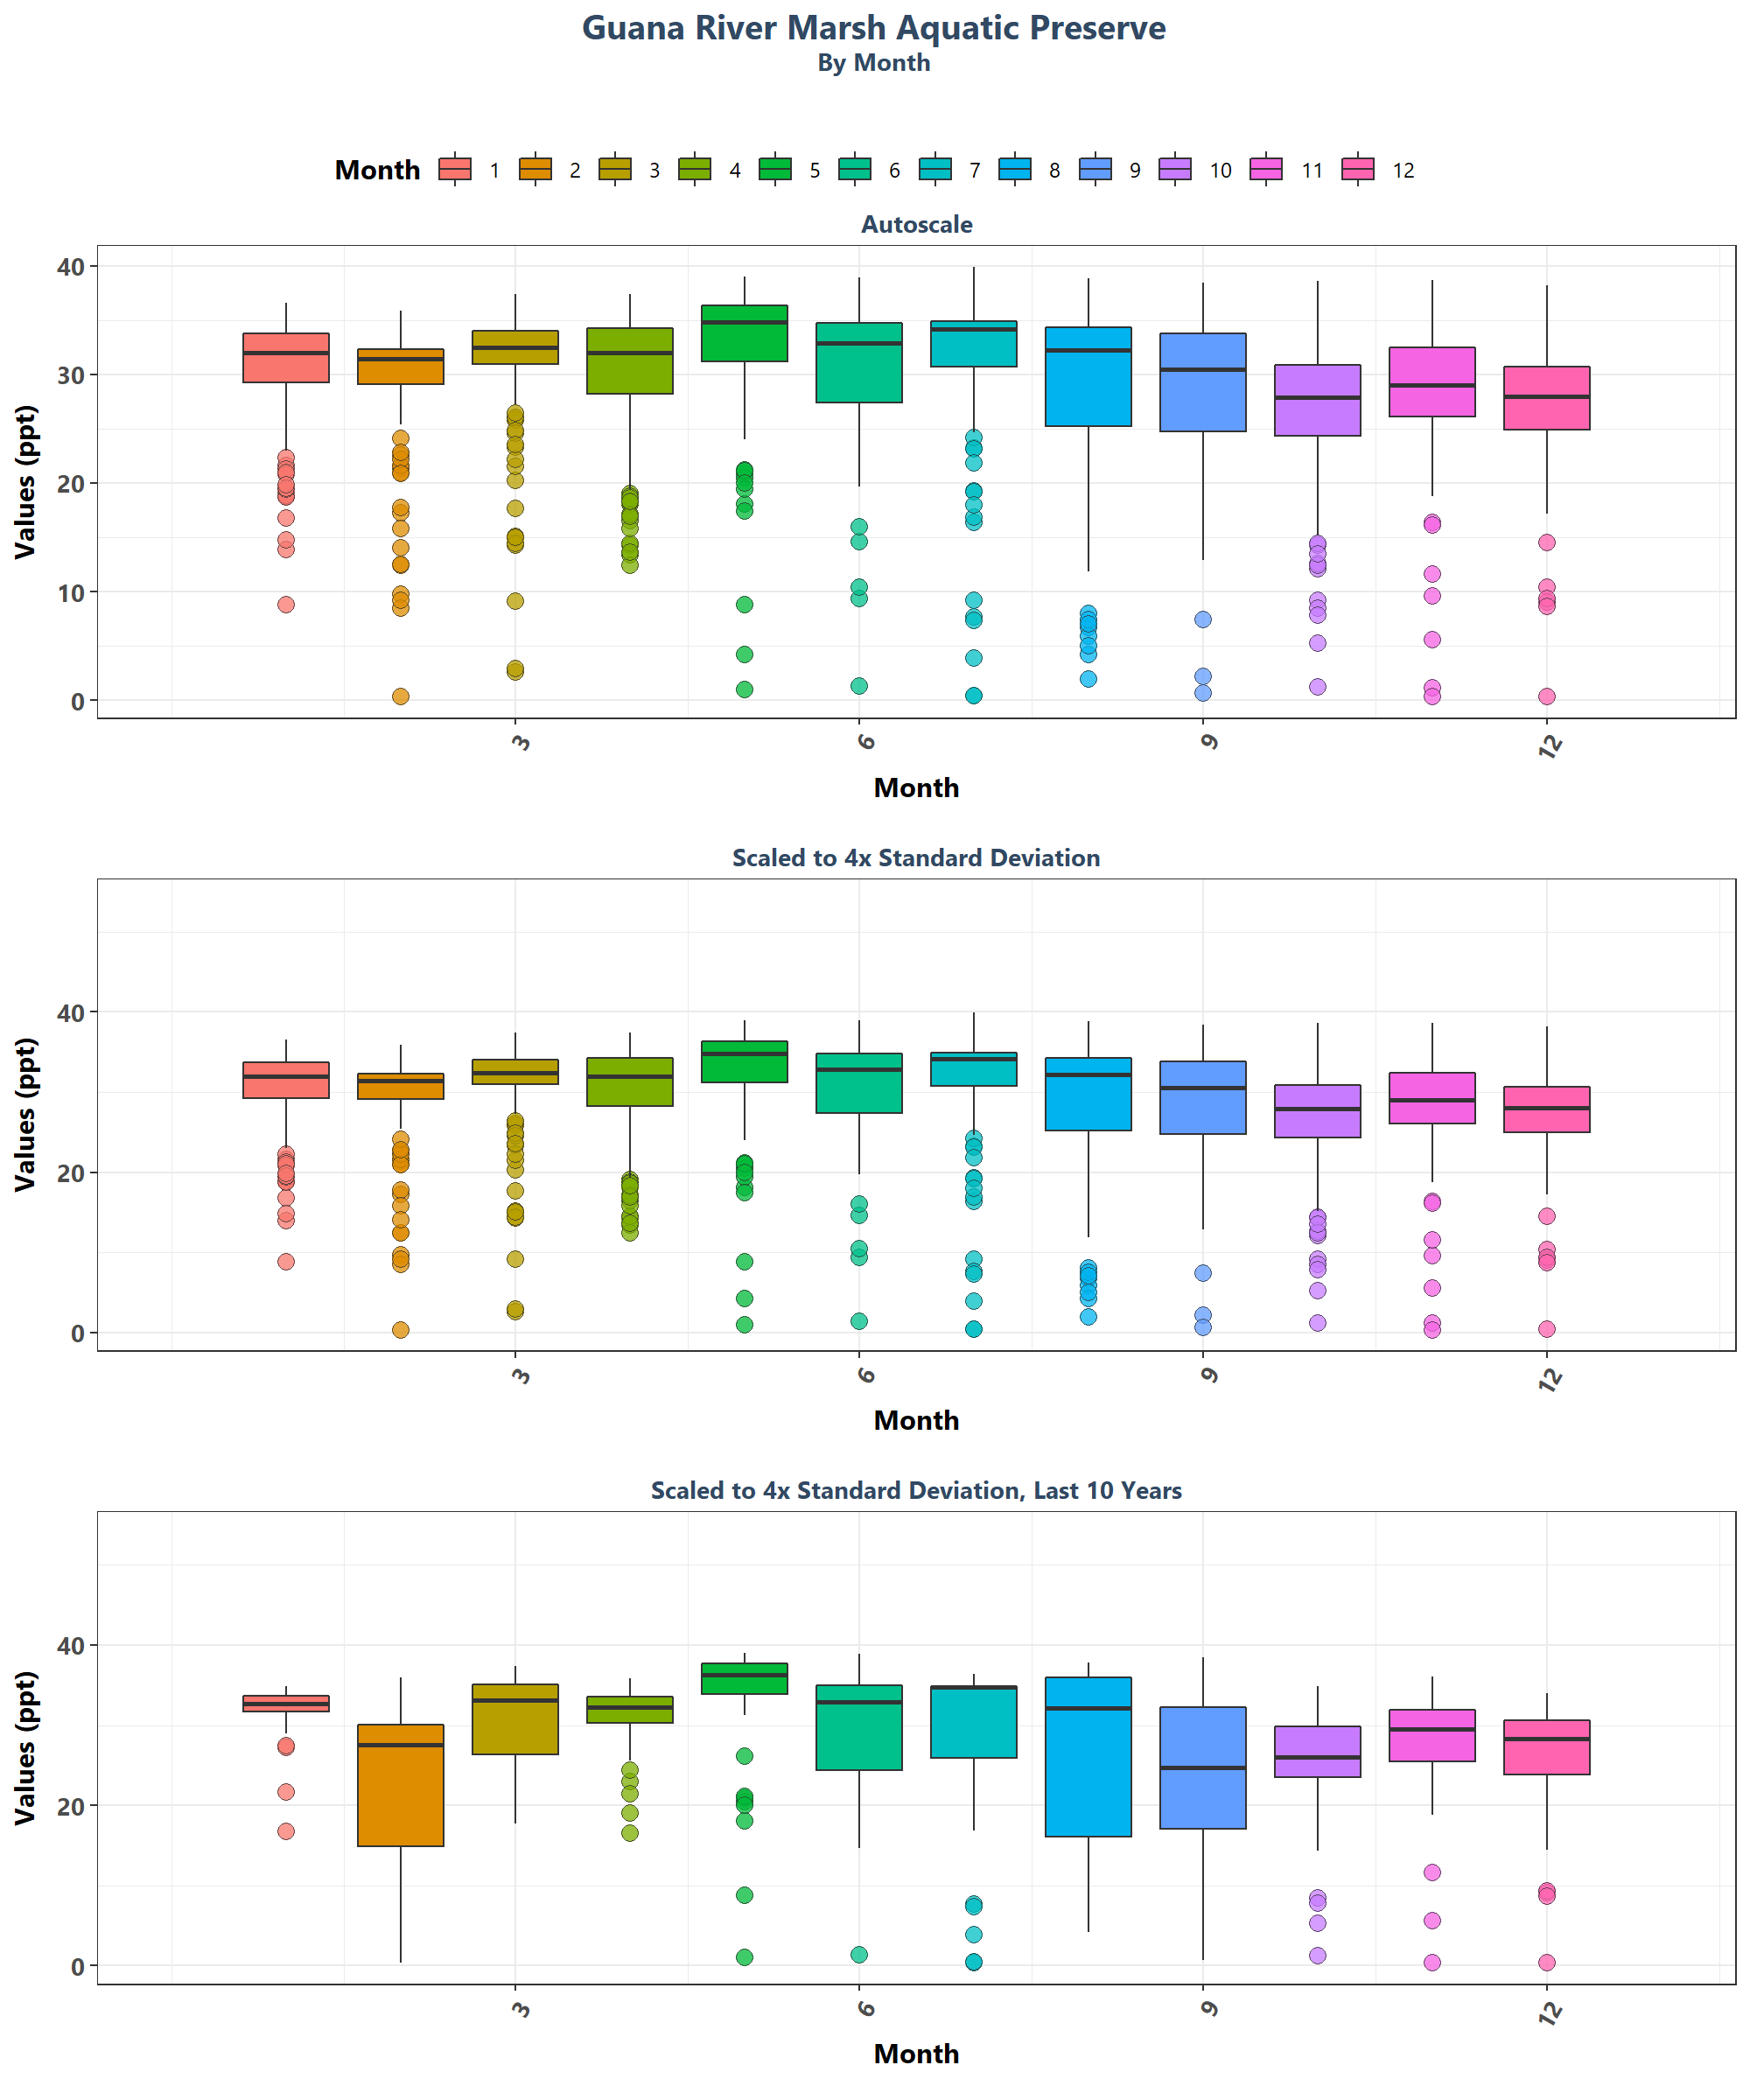 Guana River Marsh Aquatic Preserve
By Month
Month 1 2 3 4 5 6 7 8 9 10 11 12
Autoscale
Values (ppt)
40
30
20
10
0
3 6 9 12
Month
Scaled to 4x Standard Deviation
Values (ppt)
40
20
0
3 6 9 12
Month
Scaled to 4x Standard Deviation, Last 10 Years
Values (ppt)
40
20
0
3 6 9 12
Month